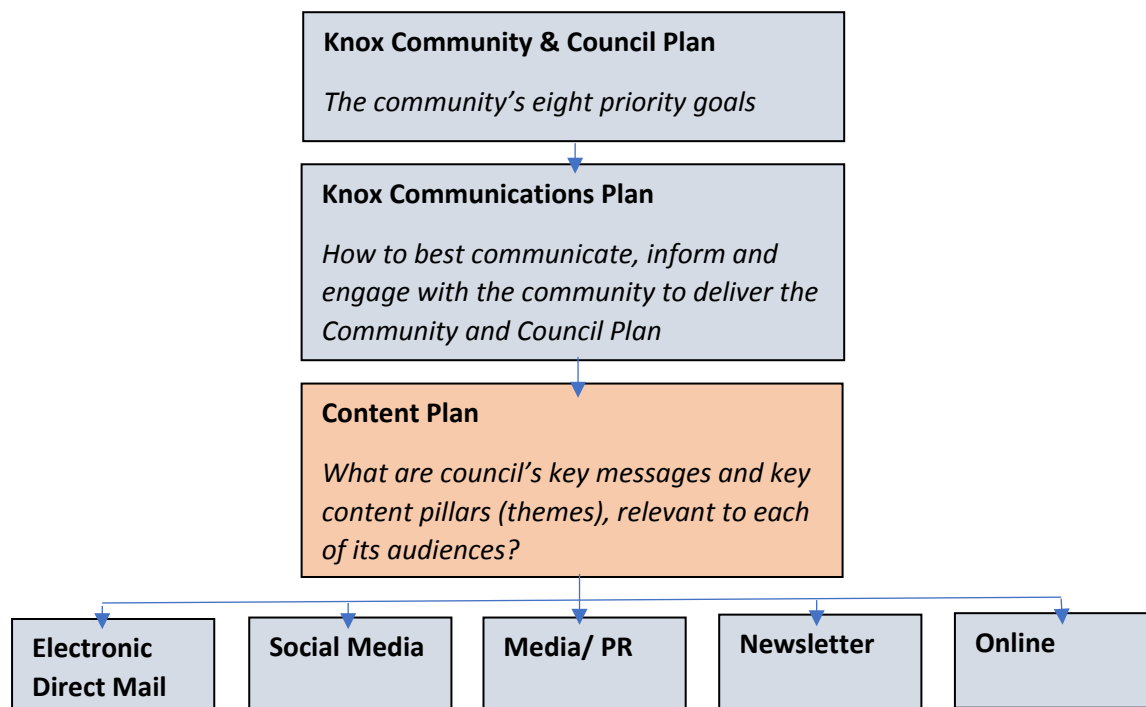 Knox Community & Council Plan
The community’s eight priority goals
Knox Communications Plan
How to best communicate, inform and
engage with the community to deliver the
Community and Council Plan
Content Plan
What are council’s key messages and key
content pillars (themes), relevant to each
of its audiences?
Electronic
Direct Mail
Social Media
Media/ PR
Newsletter
Online